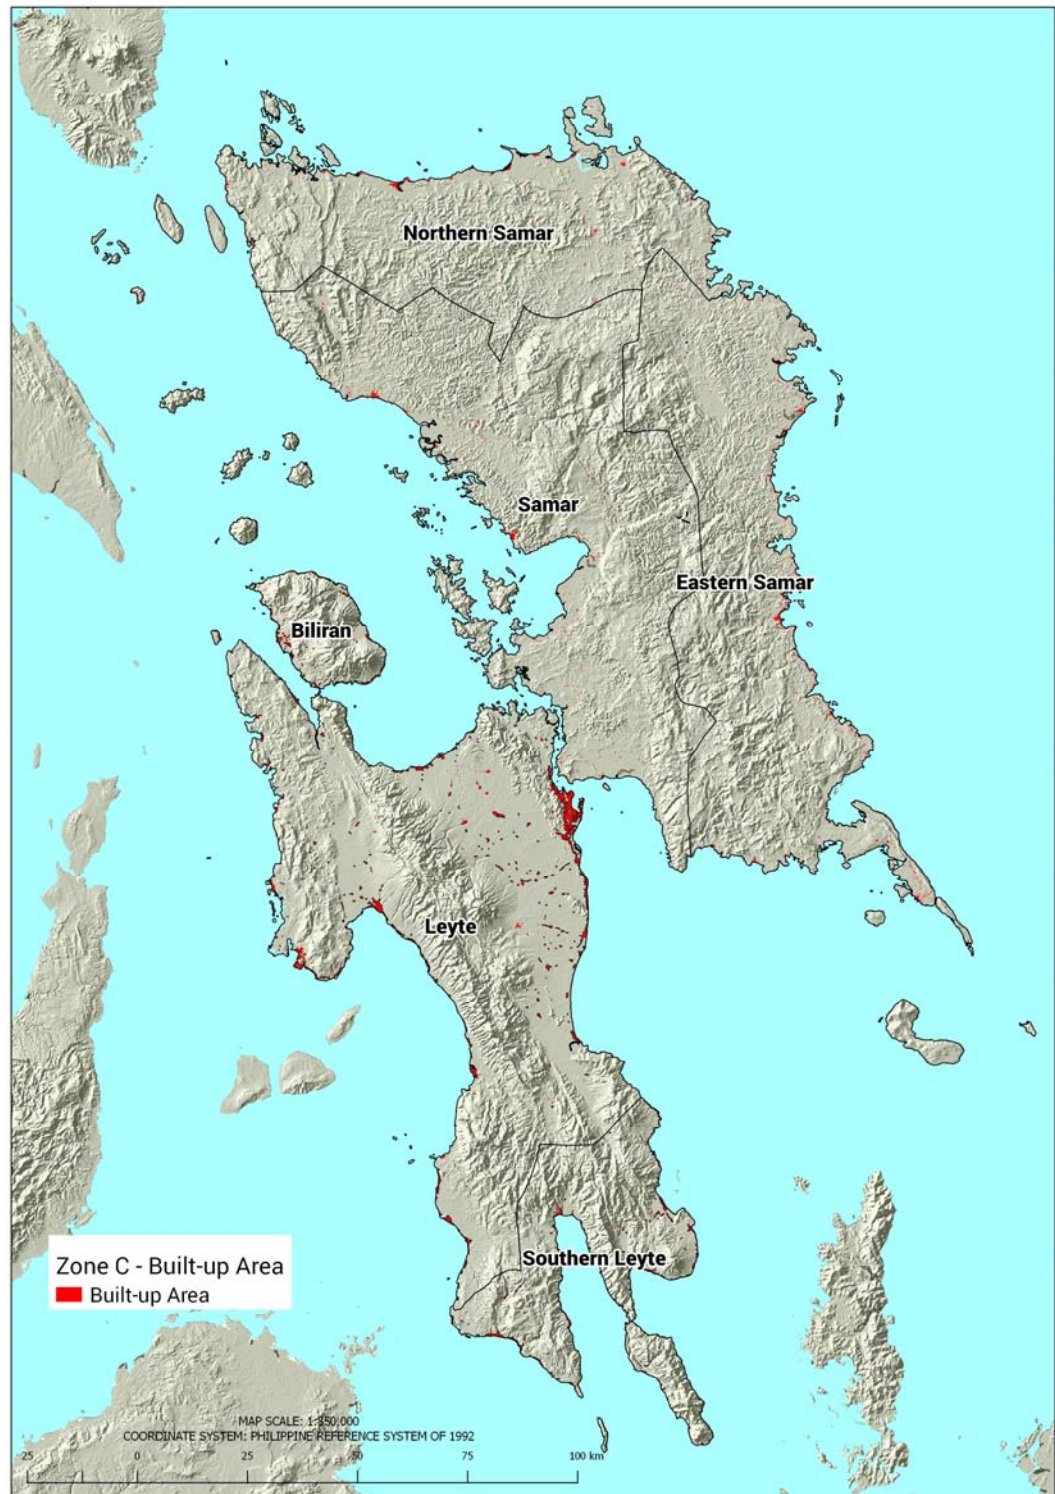 Northern Samar
Samar
Eastern Samar
Biliran
Leyte
Southern Leyte
Zone C - Built-up Area
Built-up Area
MAP SCALE: 1:850,000
COORDINATE SYSTEM: PHILIPPINE REFERENCE SYSTEM OF 1992
25 0 25 50 75 100 km